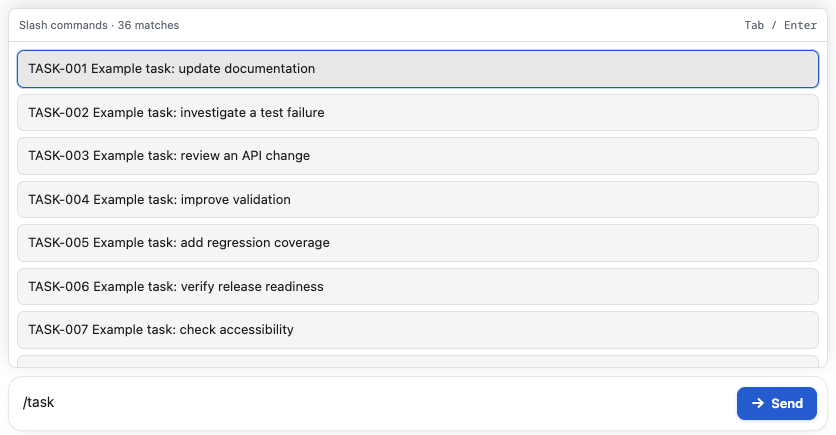 Slash commands · 36 matches
Tab / Enter
TASK-001 Example task: update documentation
TASK-002 Example task: investigate a test failure
TASK-003 Example task: review an API change
TASK-004 Example task: improve validation
TASK-005 Example task: add regression coverage
TASK-006 Example task: verify release readiness
TASK-007 Example task: check accessibility
/task
→ Send